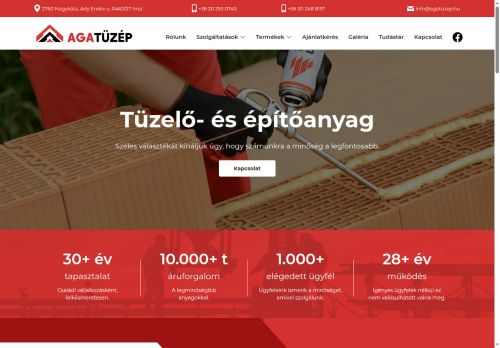 2760 Nagykáta, Ady Endre u. 0462/27 hrsz.
+36 20 250 0740
+36 30 248 8157
info@agatuzep.hu
AGATÜZÉP
Rólunk
Szolgáltatások
Termékek
Ajánlatkérés
Galéria
Tudástár
Kapcsolat
Tüzelő- és építőanyag
Széles választékát kínáljuk úgy, hogy számunkra a minőség a legfontosabb.
Kapcsolat
30+ év
tapasztalat
Családi vállalkozásként,
lelkiismeretesen.
10.000+ t
áruforgalom
A legminőségibb
anyagokkal.
1.000+
elégedett ügyfél
Ügyfeleink ismerik a minőséget,
amivel szolgálunk.
28+ év
működés
Igényes ügyfelek nélkül ez
nem valósulhatott volna meg.